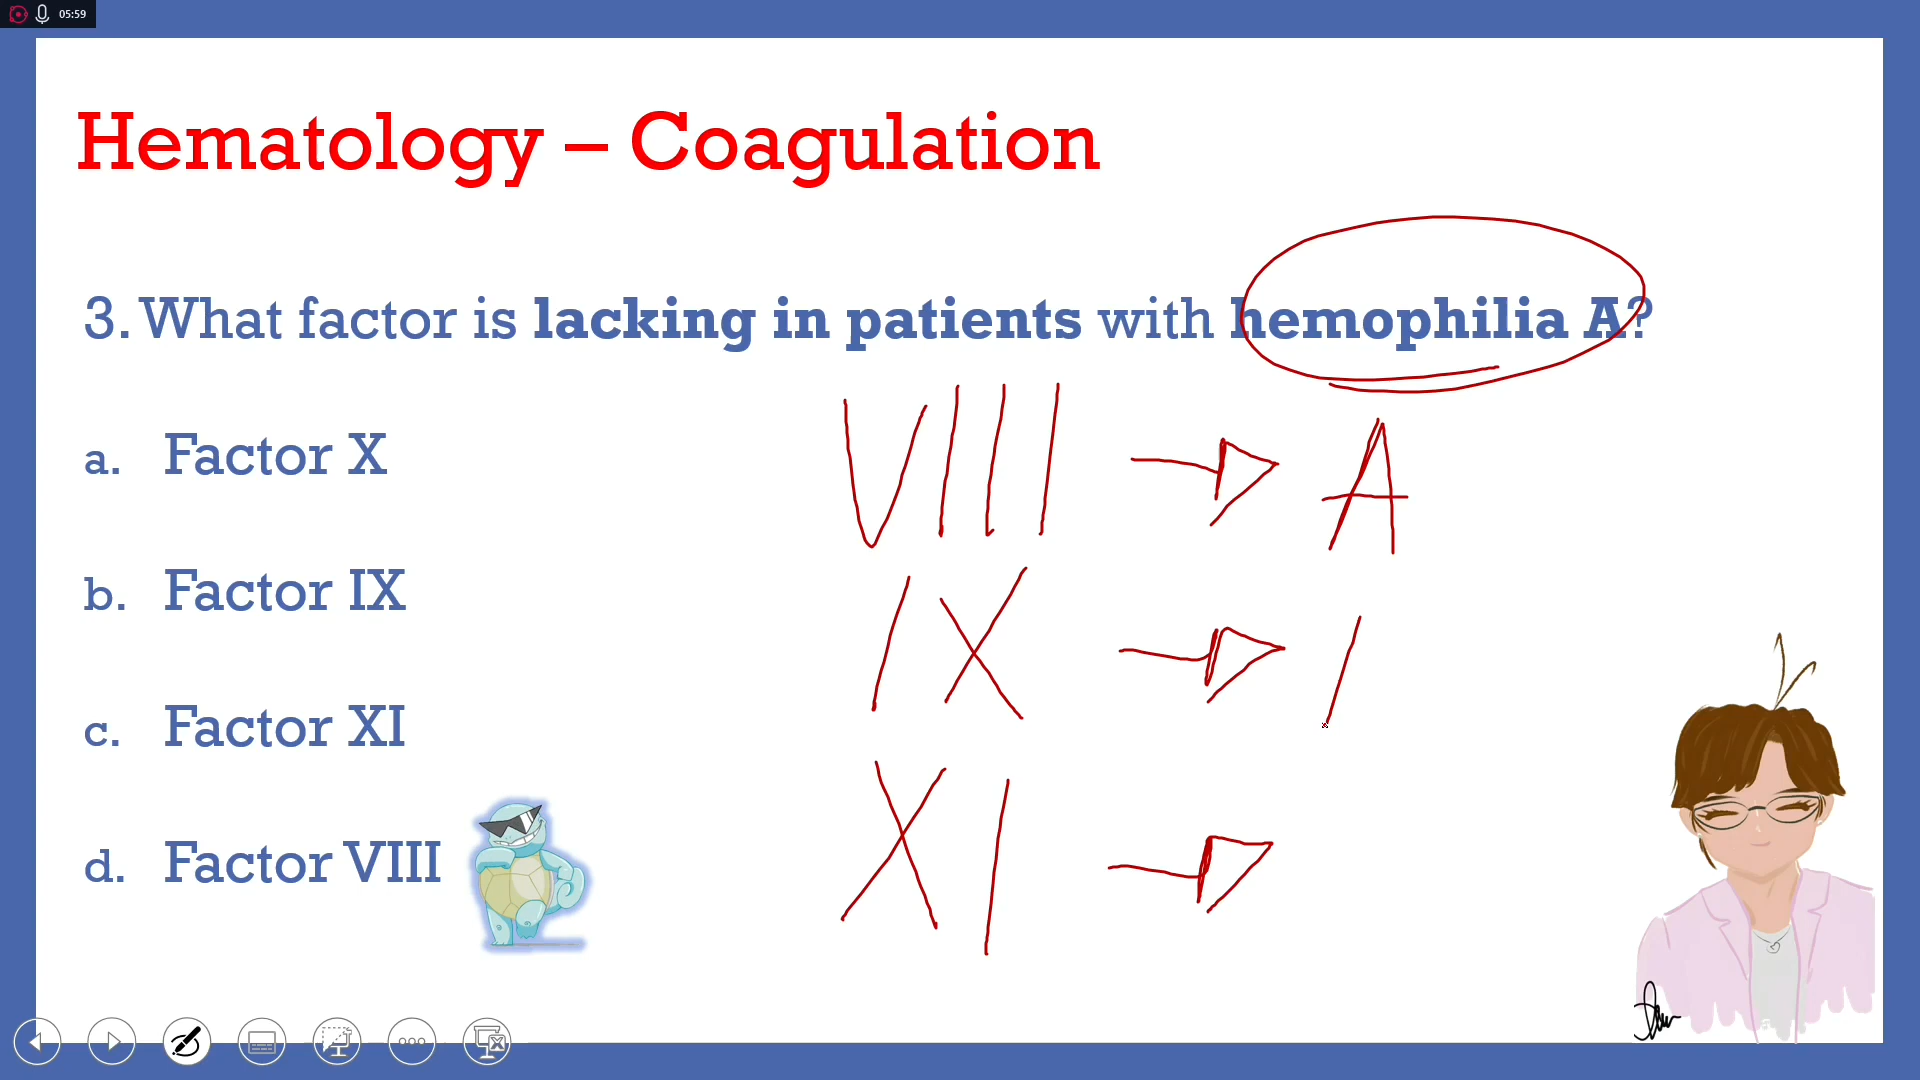 05:59
Hematology – Coagulation
3. What factor is lacking in patients with hemophilia A?
a. Factor X
b. Factor IX
c. Factor XI
d. Factor VIII
VIII → A
IX →
XI →